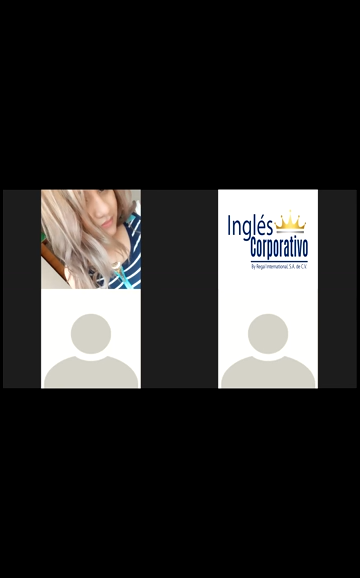 Inglés
Corporativo
By Regal International, S.A. de C.V.